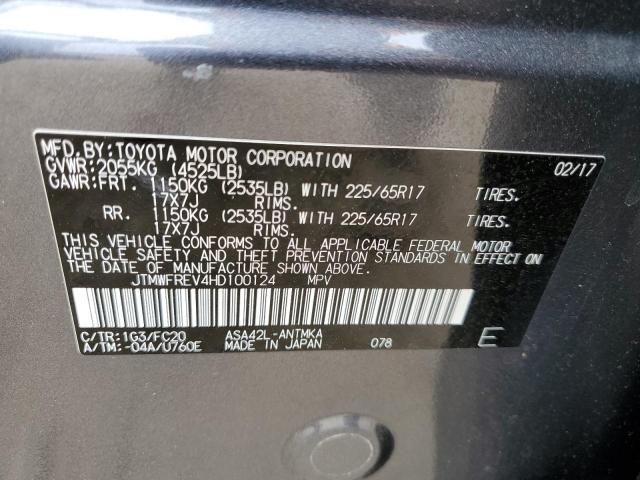 MFD.BY:TOYOTA MOTOR CORPORATION 02/17
GVWR:2055KG (4525LB)
GAWR:FRT. 1150KG (2535LB) WITH 225/65R17 TIRES.
17X7J RIMS.
RR. 1150KG (2535LB) WITH 225/65R17 TIRES.
17X7J RIMS.
THIS VEHICLE CONFORMS TO ALL APPLICABLE FEDERAL MOTOR
VEHICLE SAFETY AND THEFT PREVENTION STANDARDS IN EFFECT ON
THE DATE OF MANUFACTURE SHOWN ABOVE.
JTMWFREV4HD100124 MPV
C/TR:1G3/FC20 ASA42L-ANTMKA
A/TM:-04A/U760E MADE IN JAPAN 078 E